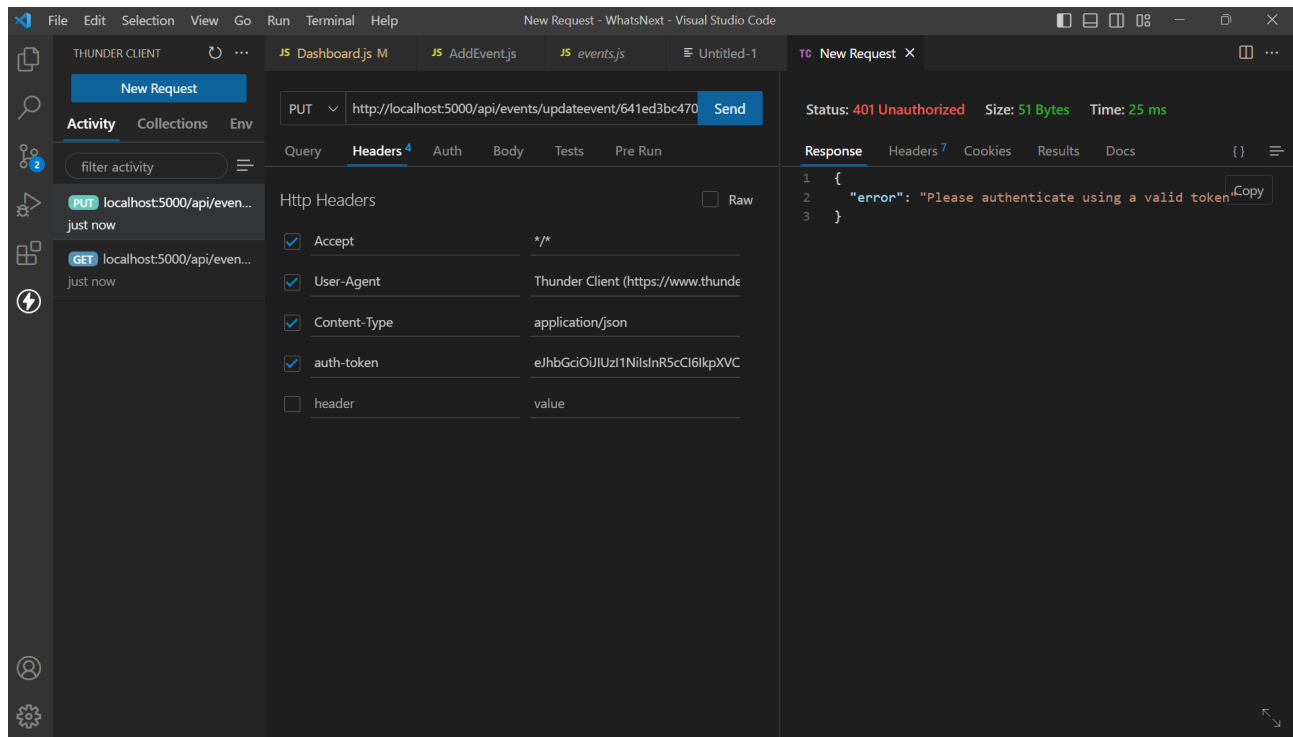 File Edit Selection View Go Run Terminal Help New Request - WhatsNext - Visual Studio Code
THUNDER CLIENT
New Request
Activity Collections Env
filter activity
PUT localhost:5000/api/even...
just now
GET localhost:5000/api/even...
just now
2
JS Dashboard.js M JS AddEvent.js JS events.js Untitled-1
PUT http://localhost:5000/api/events/updateevent/641ed3bc470 Send
Query Headers 4 Auth Body Tests Pre Run
Http Headers Raw
Accept */*
User-Agent Thunder Client (https://www.thunde
Content-Type application/json
auth-token eJhbGciOiJIUzI1NiIsInR5cCI6IkpXVC
header value
TC New Request
Status: 401 Unauthorized Size: 51 Bytes Time: 25 ms
Response Headers 7 Cookies Results Docs { }
1 {
2 "error": "Please authenticate using a valid token"
3 }
Copy